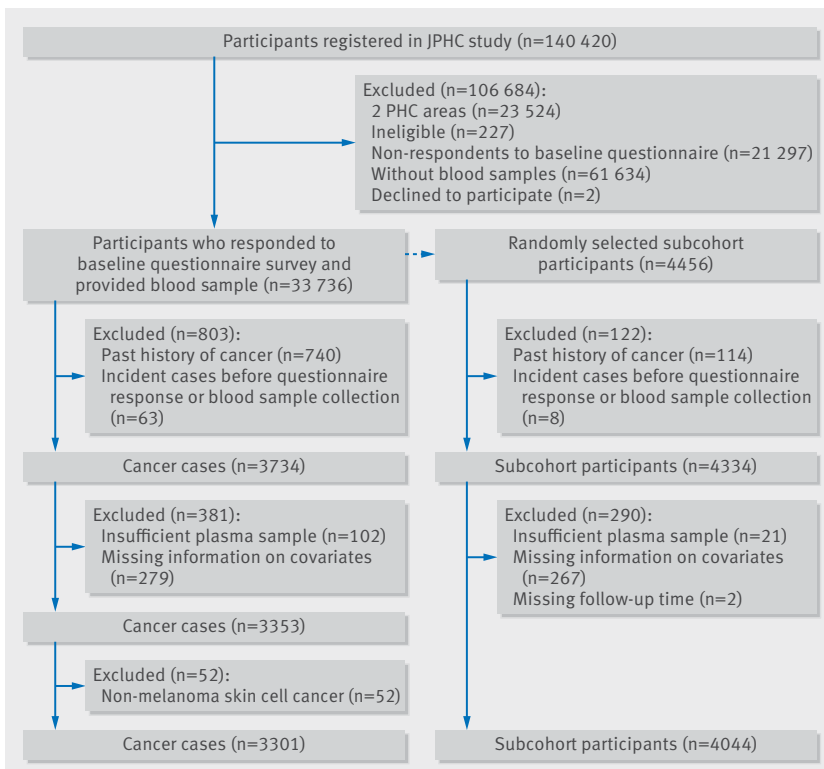 Participants registered in JPHC study (n=140 420)
Excluded (n=106 684):
2 PHC areas (n=23 524)
Ineligible (n=227)
Non-respondents to baseline questionnaire (n=21 297)
Without blood samples (n=61 634)
Declined to participate (n=2)
Participants who responded to
baseline questionnaire survey and
provided blood sample (n=33 736)
Randomly selected subcohort
participants (n=4456)
Excluded (n=803):
Past history of cancer (n=740)
Incident cases before questionnaire
response or blood sample collection
(n=63)
Excluded (n=122):
Past history of cancer (n=114)
Incident cases before questionnaire
response or blood sample collection
(n=8)
Cancer cases (n=3734)
Subcohort participants (n=4334)
Excluded (n=381):
Insufficient plasma sample (n=102)
Missing information on covariates
(n=279)
Excluded (n=290):
Insufficient plasma sample (n=21)
Missing information on covariates
(n=267)
Missing follow-up time (n=2)
Cancer cases (n=3353)
Excluded (n=52):
Non-melanoma skin cell cancer (n=52)
Cancer cases (n=3301)
Subcohort participants (n=4044)